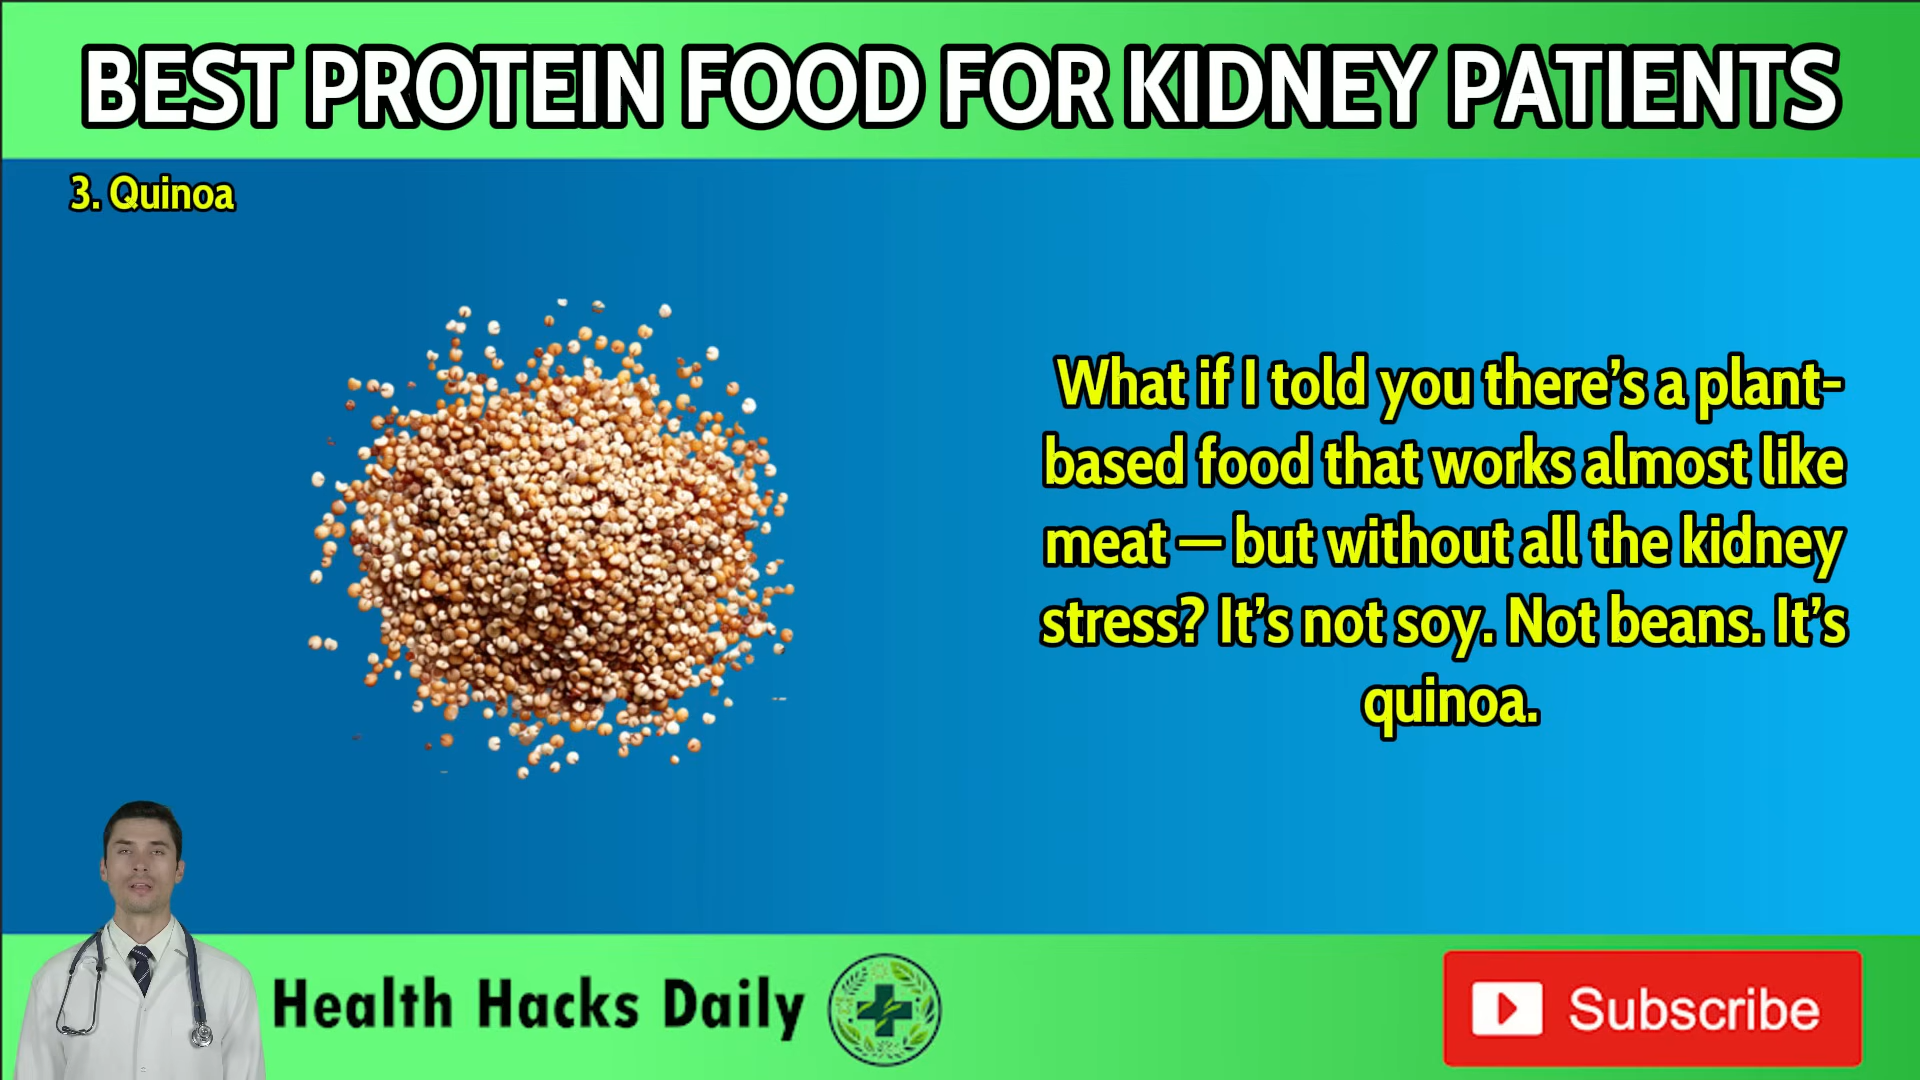 BEST PROTEIN FOOD FOR KIDNEY PATIENTS
3. Quinoa
What if I told you there’s a plant-
based food that works almost like
meat — but without all the kidney
stress? It’s not soy. Not beans. It’s
quinoa.
Health Hacks Daily
Subscribe